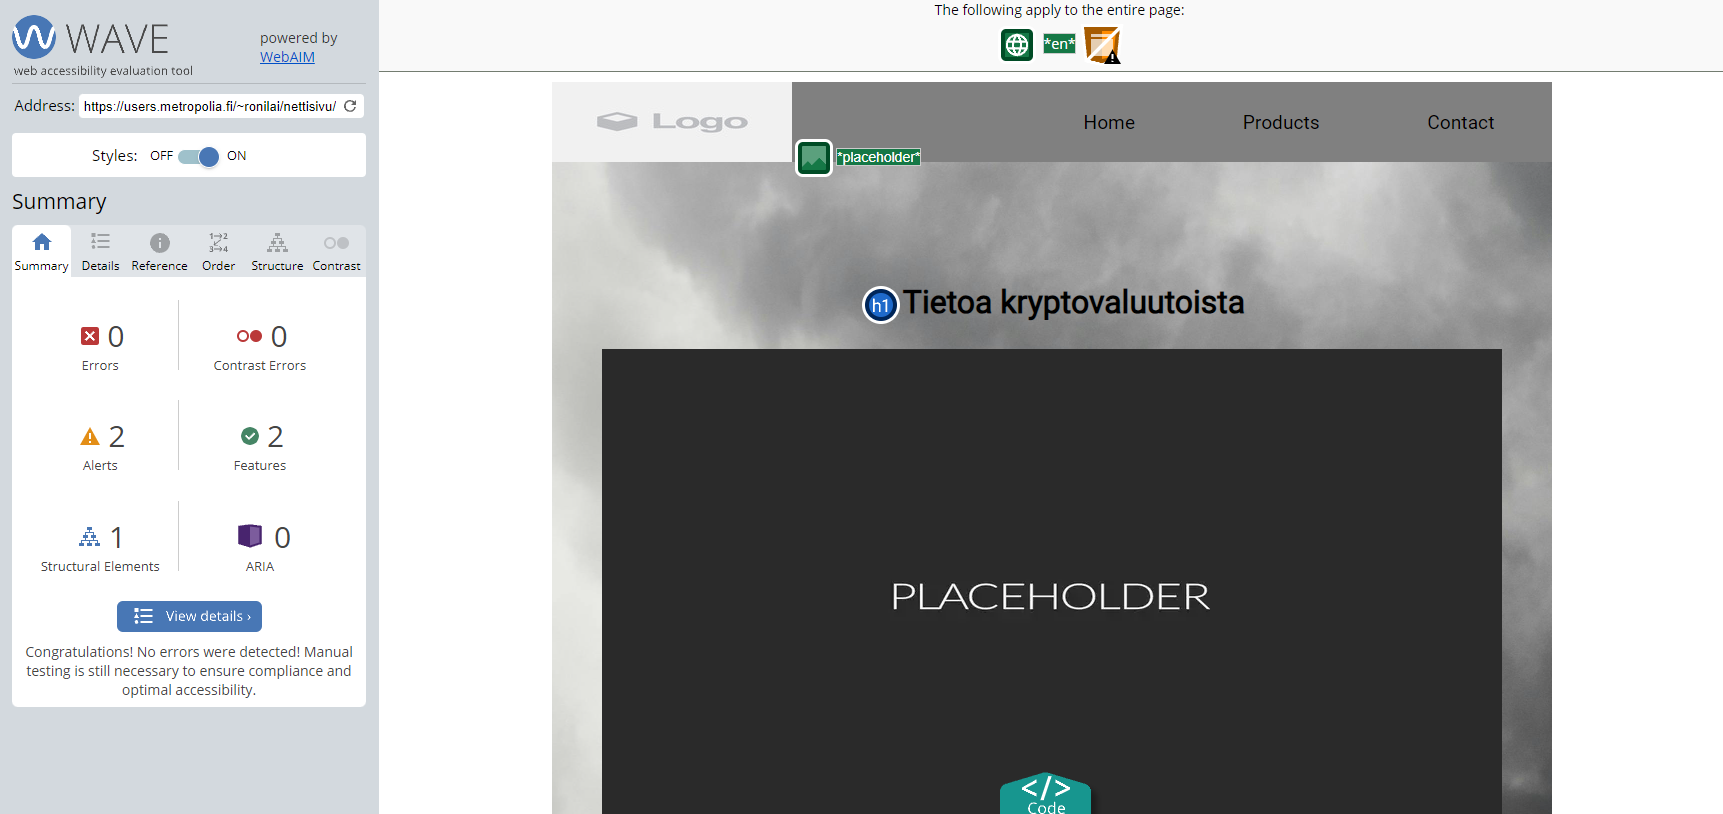 WAVE
web accessibility evaluation tool
powered by
WebAIM
Address: https://users.metropolia.fi/~ronilai/nettisivu/
Styles: OFF ON
Summary
Summary Details Reference Order Structure Contrast
0
Errors
0
Contrast Errors
2
Alerts
2
Features
1
Structural Elements
0
ARIA
View details ›
Congratulations! No errors were detected! Manual
testing is still necessary to ensure compliance and
optimal accessibility.
The following apply to the entire page:
*en*
Logo
Home Products Contact
*placeholder*
h1 Tietoa kryptovaluutoista
PLACEHOLDER
</>
Code